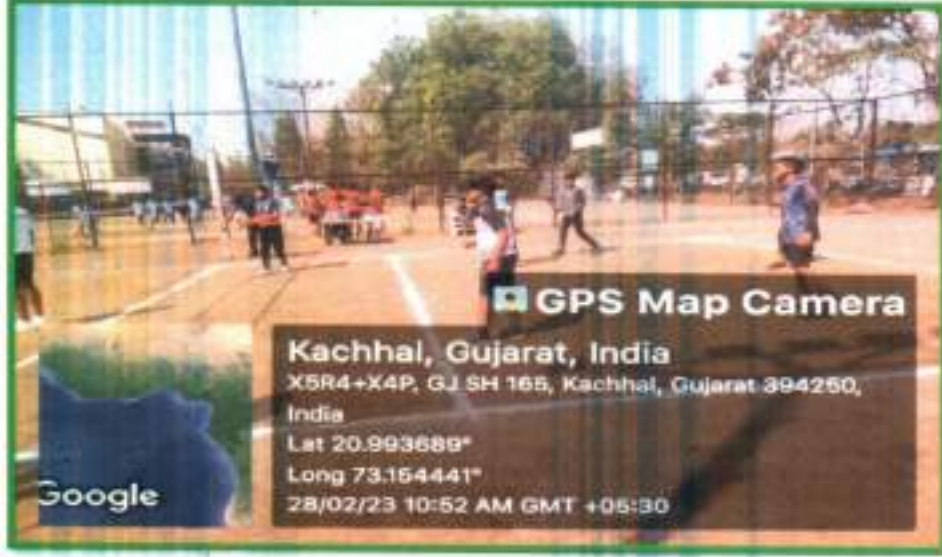 GPS Map Camera
Kachhal, Gujarat, India
X5R4+X4P, GJ SH 165, Kachhal, Gujarat 394250,
India
Lat 20.993689°
Long 73.154441°
28/02/23 10:52 AM GMT +05:30
Google